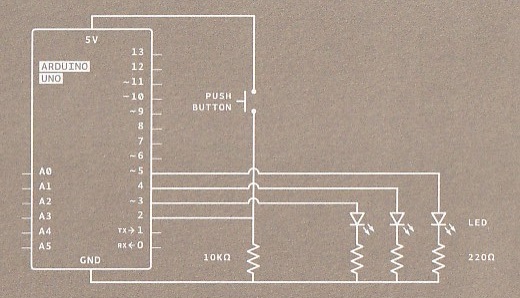 5V
ARDUINO
UNO
13
12
~11
~10
~9
8
7
~6
~5
4
~3
2
TX→1
RX←0
A0
A1
A2
A3
A4
A5
GND
PUSH
BUTTON
10KΩ
LED
220Ω